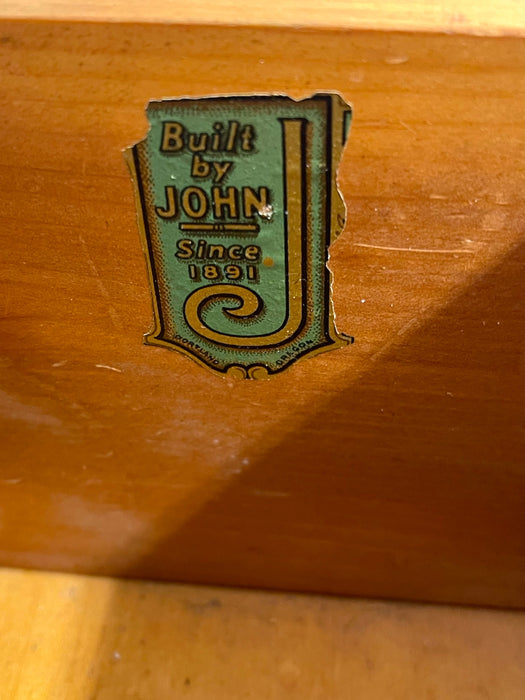 Built
by
JOHN
Since
1891
PORTLAND OREGON